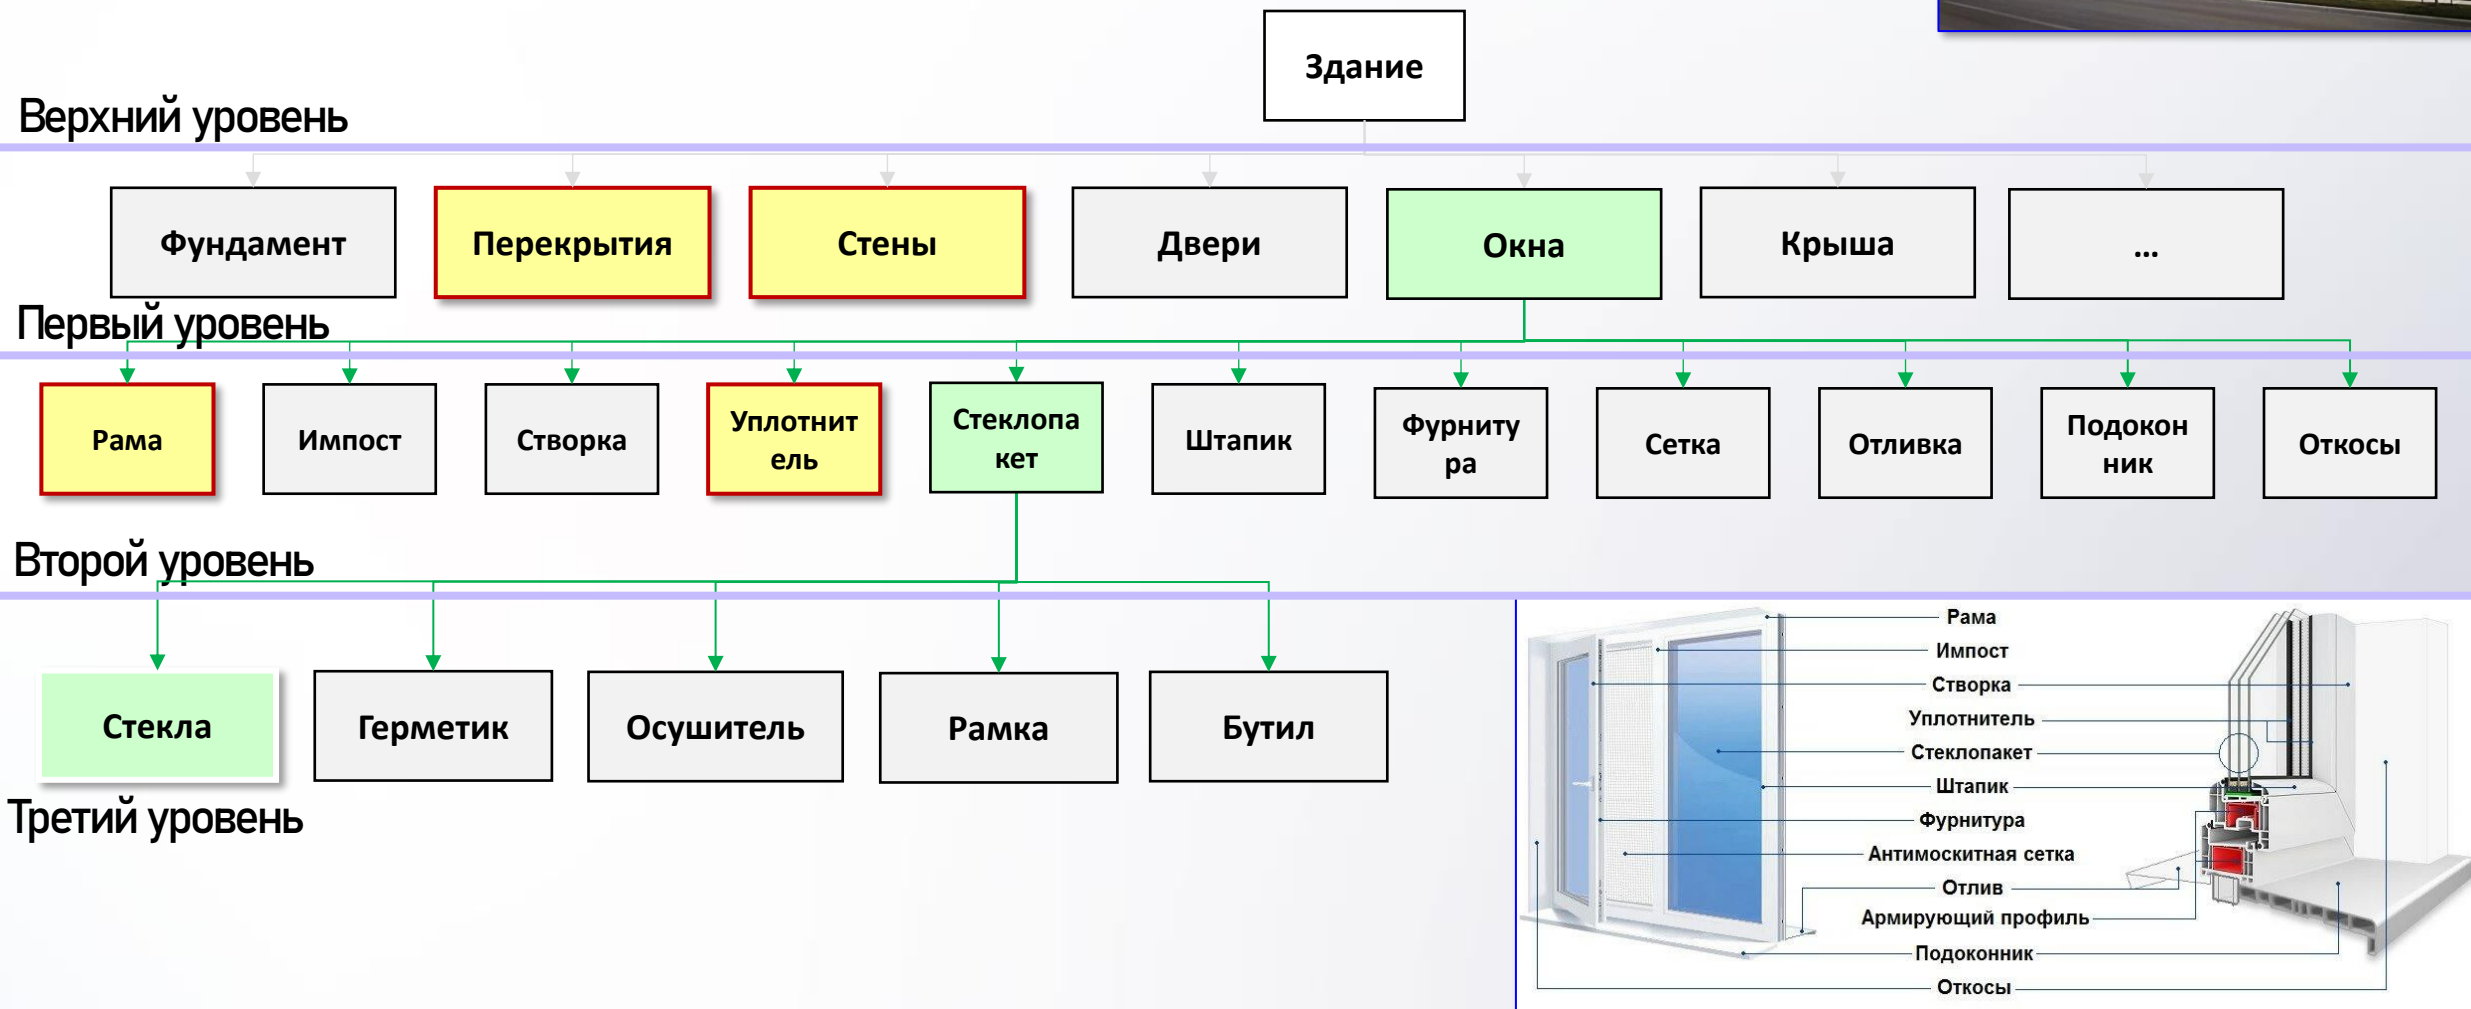 Здание
Верхний уровень
Фундамент
Перекрытия
Стены
Двери
Окна
Крыша
...
Первый уровень
Рама
Импост
Створка
Уплотнит
ель
Стеклопа
кет
Штапик
Фурниту
ра
Сетка
Отливка
Подокон
ник
Откосы
Второй уровень
Стекла
Герметик
Осушитель
Рамка
Бутил
Третий уровень
Рама
Импост
Створка
Уплотнитель
Стеклопакет
Штапик
Фурнитура
Антимоскитная сетка
Отлив
Армирующий профиль
Подоконник
Откосы